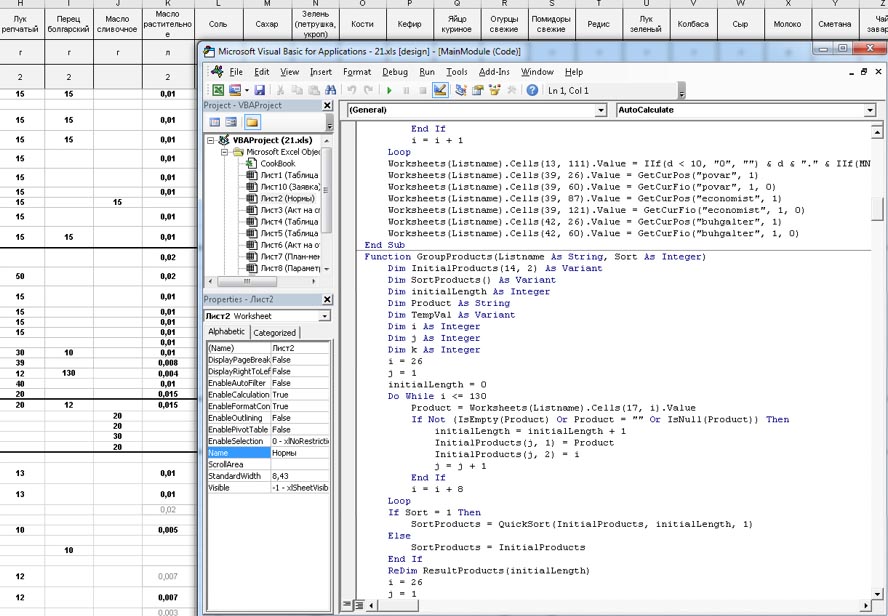 H I J K L M N O P Q R S T U V W X Y Z
Лук репчатый Перец болгарский Масло сливочное Масло растительное Соль Сахар Зелень (петрушка, укроп) Кости Кефир Яйцо куриное Огурцы свежие Помидоры свежие Редис Лук зеленый Колбаса Сыр Молоко Сметана
г г г л
2 2 2
15 15 0,01
15 15 0,01
15 15 0,01
15 0,01
15 0,01
15 0,01
15 15
15 0,01
15 15 0,01
0,02
50 0,02
15 0,01
15 0,01
15 0,01
15 0,01
0,01
30 10 0,01
39 0,008
12 130 0,004
40 0,01
20 0,015
20 12 0,015
20
20
30
20
13 0,01
13 0,01
0,02
10 0,005
10
12 0,007
12 0,007
0,003
Microsoft Visual Basic for Applications - 21.xls [design] - [MainModule (Code)]
File Edit View Insert Format Debug Run Tools Add-Ins Window Help
Ln 1, Col 1
Project - VBAProject
VBAProject (21.xls)
Microsoft Excel Objec
CookBook
Лист1 (Таблица
Лист10 (Заявка)
Лист2 (Нормы)
Лист3 (Акт на сп
Лист4 (Таблица
Лист5 (Таблица
Лист6 (Акт на от
Лист7 (План-мен
Лист8 (Параметр
Properties - Лист2
Лист2 Worksheet
Alphabetic Categorized
(Name) Лист2
DisplayPageBreak False
DisplayRightToLef False
EnableAutoFilter False
EnableCalculation True
EnableFormatCon True
EnableOutlining False
EnablePivotTable False
EnableSelection 0 - xlNoRestricti
Name Нормы
ScrollArea
StandardWidth 8,43
Visible -1 - xlSheetVisib
(General) AutoCalculate
End If
i = i + 1
Loop
Worksheets(Listname).Cells(13, 111).Value = IIf(d < 10, "0", "") & d & "." & IIf(MN
Worksheets(Listname).Cells(39, 26).Value = GetCurPos("povar", 1)
Worksheets(Listname).Cells(39, 60).Value = GetCurFio("povar", 1, 0)
Worksheets(Listname).Cells(39, 87).Value = GetCurPos("economist", 1)
Worksheets(Listname).Cells(39, 121).Value = GetCurFio("economist", 1, 0)
Worksheets(Listname).Cells(42, 26).Value = GetCurPos("buhgalter", 1)
Worksheets(Listname).Cells(42, 60).Value = GetCurFio("buhgalter", 1, 0)
End Sub
Function GroupProducts(Listname As String, Sort As Integer)
Dim InitialProducts(14, 2) As Variant
Dim SortProducts() As Variant
Dim initialLength As Integer
Dim Product As String
Dim TempVal As Variant
Dim i As Integer
Dim j As Integer
Dim k As Integer
i = 26
j = 1
initialLength = 0
Do While i <= 130
Product = Worksheets(Listname).Cells(17, i).Value
If Not (IsEmpty(Product) Or Product = "" Or IsNull(Product)) Then
initialLength = initialLength + 1
InitialProducts(j, 1) = Product
InitialProducts(j, 2) = i
j = j + 1
End If
i = i + 8
Loop
If Sort = 1 Then
SortProducts = QuickSort(InitialProducts, initialLength, 1)
Else
SortProducts = InitialProducts
End If
ReDim ResultProducts(initialLength)
i = 26
j = 1